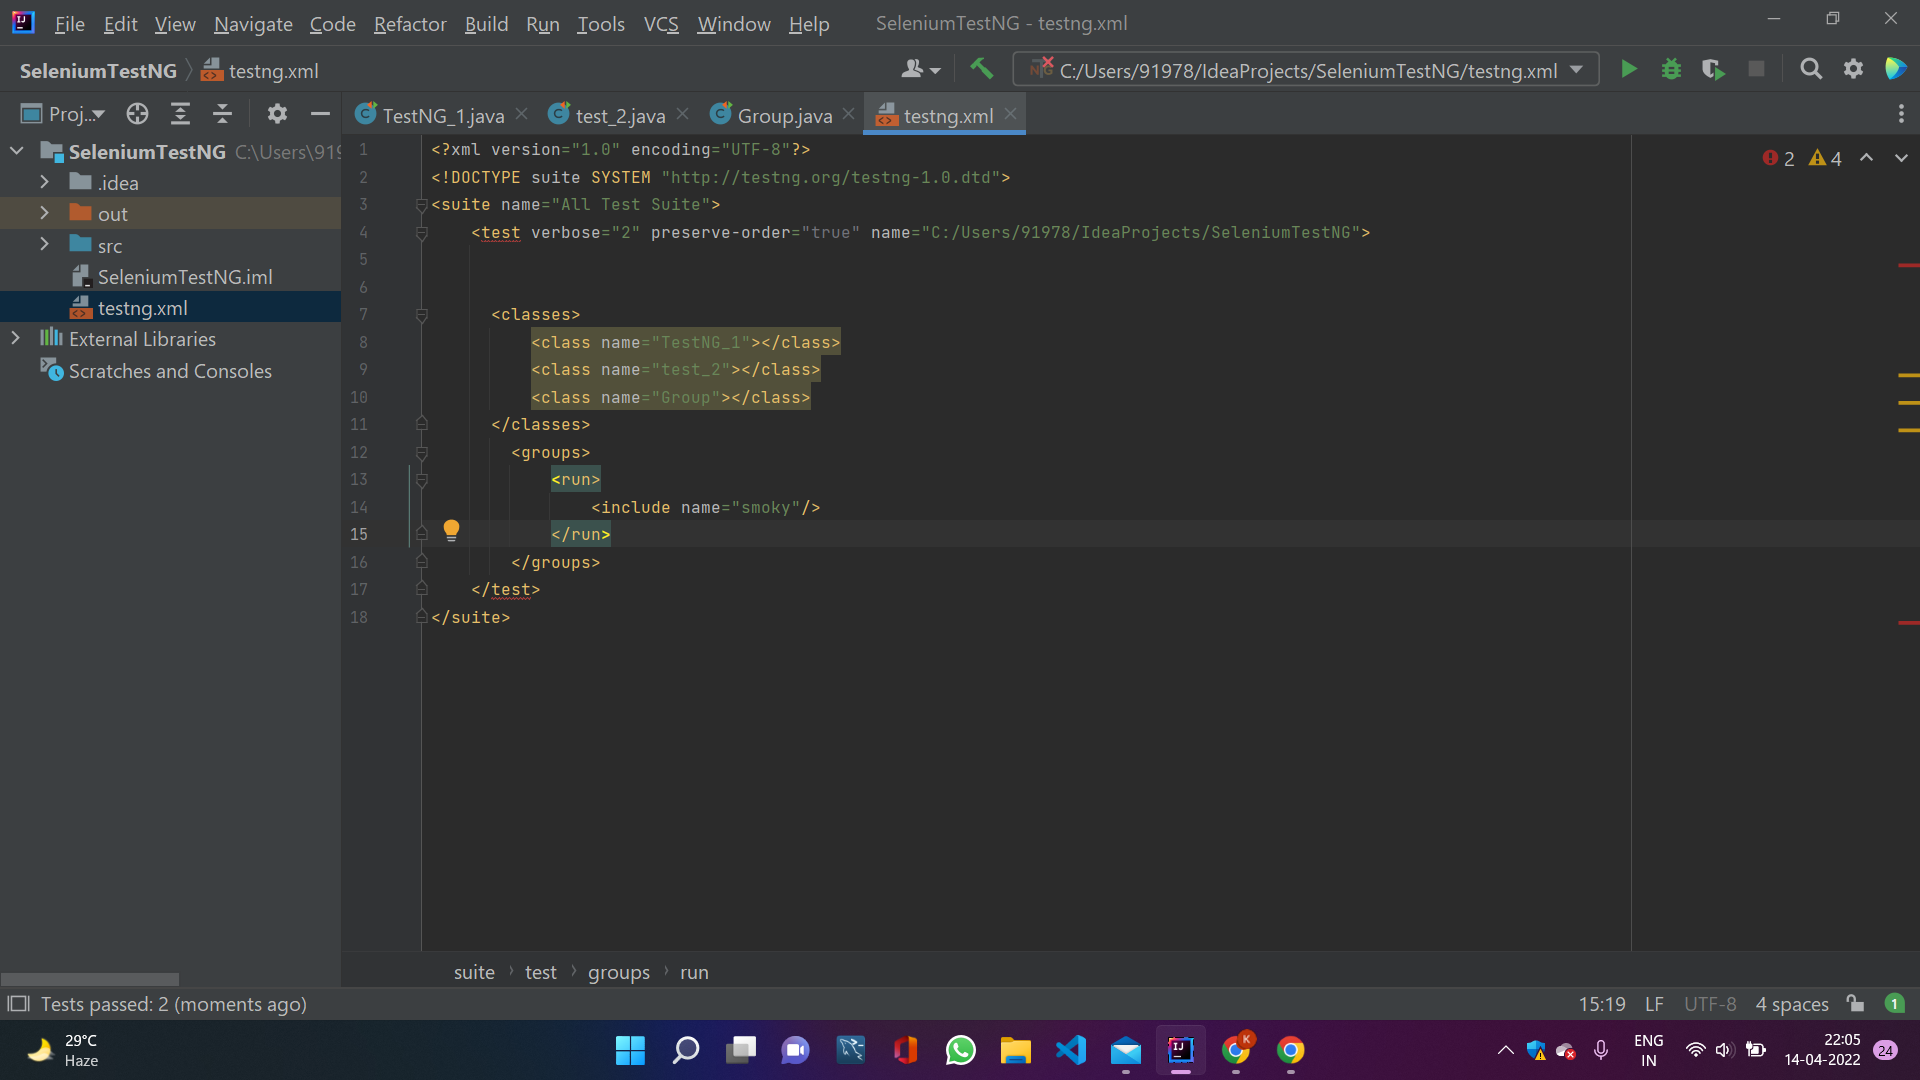 File Edit View Navigate Code Refactor Build Run Tools VCS Window Help SeleniumTestNG - testng.xml
SeleniumTestNG testng.xml
C:/Users/91978/IdeaProjects/SeleniumTestNG/testng.xml
Proj...
TestNG_1.java test_2.java Group.java testng.xml
SeleniumTestNG C:\Users\919
.idea
out
src
SeleniumTestNG.iml
testng.xml
External Libraries
Scratches and Consoles
2 4
1 <?xml version="1.0" encoding="UTF-8"?>
2 <!DOCTYPE suite SYSTEM "http://testng.org/testng-1.0.dtd">
3 <suite name="All Test Suite">
4 <test verbose="2" preserve-order="true" name="C:/Users/91978/IdeaProjects/SeleniumTestNG">
5
6
7 <classes>
8 <class name="TestNG_1"></class>
9 <class name="test_2"></class>
10 <class name="Group"></class>
11 </classes>
12 <groups>
13 <run>
14 <include name="smoky"/>
15 </run>
16 </groups>
17 </test>
18 </suite>
suite test groups run
Tests passed: 2 (moments ago)
15:19 LF UTF-8 4 spaces 1
29°C
Haze
K
ENG
IN
22:05
14-04-2022
24